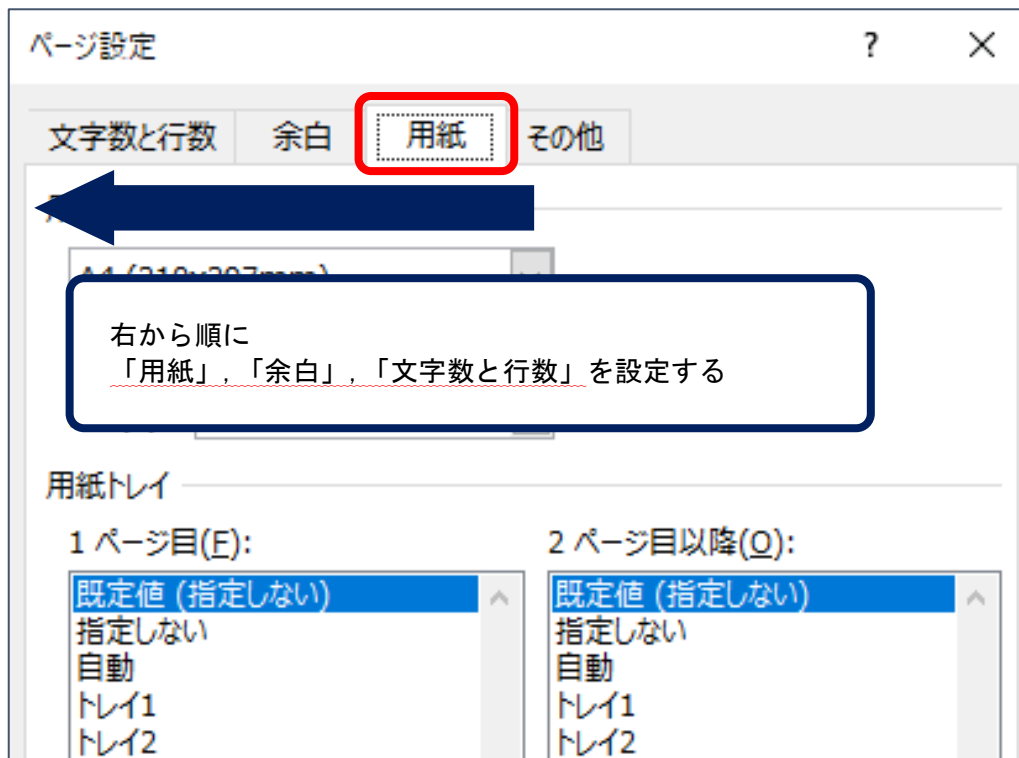 ページ設定 ? ×
文字数と行数 余白 用紙 その他
右から順に
「用紙」,「余白」,「文字数と行数」を設定する
用紙トレイ
1 ページ目(F): 2 ページ目以降(O):
既定値 (指定しない) 既定値 (指定しない)
指定しない 指定しない
自動 自動
トレイ1 トレイ1
トレイ2 トレイ2